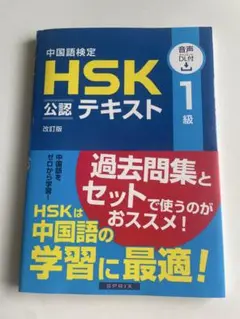 中国語検定
HSK
公認
テキスト
改訂版
音声
DL付
1
級
中国語を
ゼロから学習!
過去問集と
セットで使うのが
おススメ!
HSKは
中国語の
学習に最適!